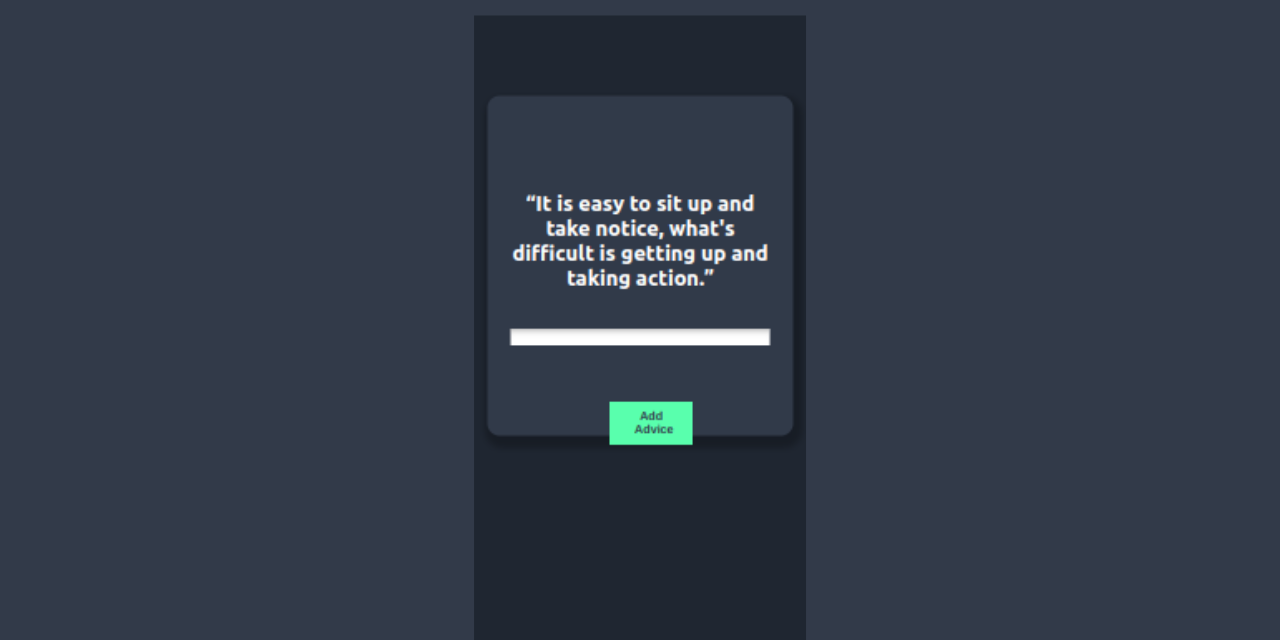 “It is easy to sit up and
take notice, what's
difficult is getting up and
taking action.”
Add
Advice